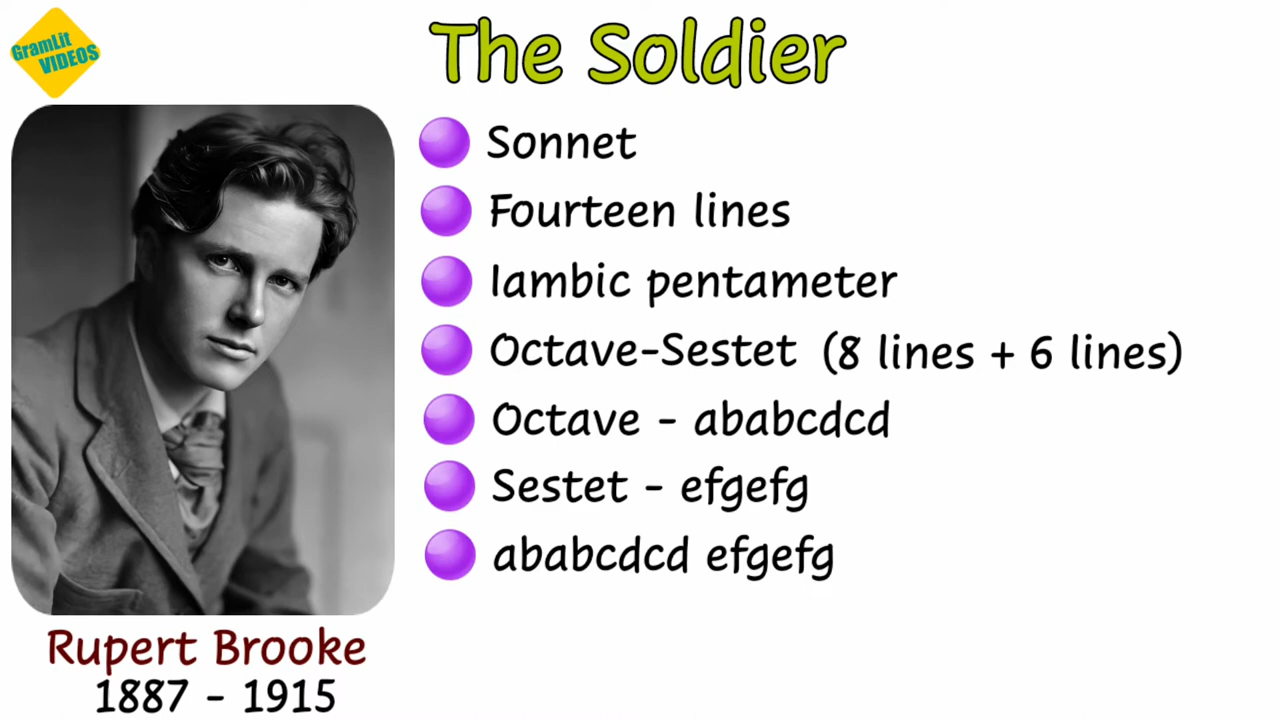 GramLit
VIDEOS
The Soldier
Sonnet
Fourteen lines
Iambic pentameter
Octave-Sestet (8 lines + 6 lines)
Octave - ababcdcd
Sestet - efgefg
ababcdcd efgefg
Rupert Brooke
1887 - 1915